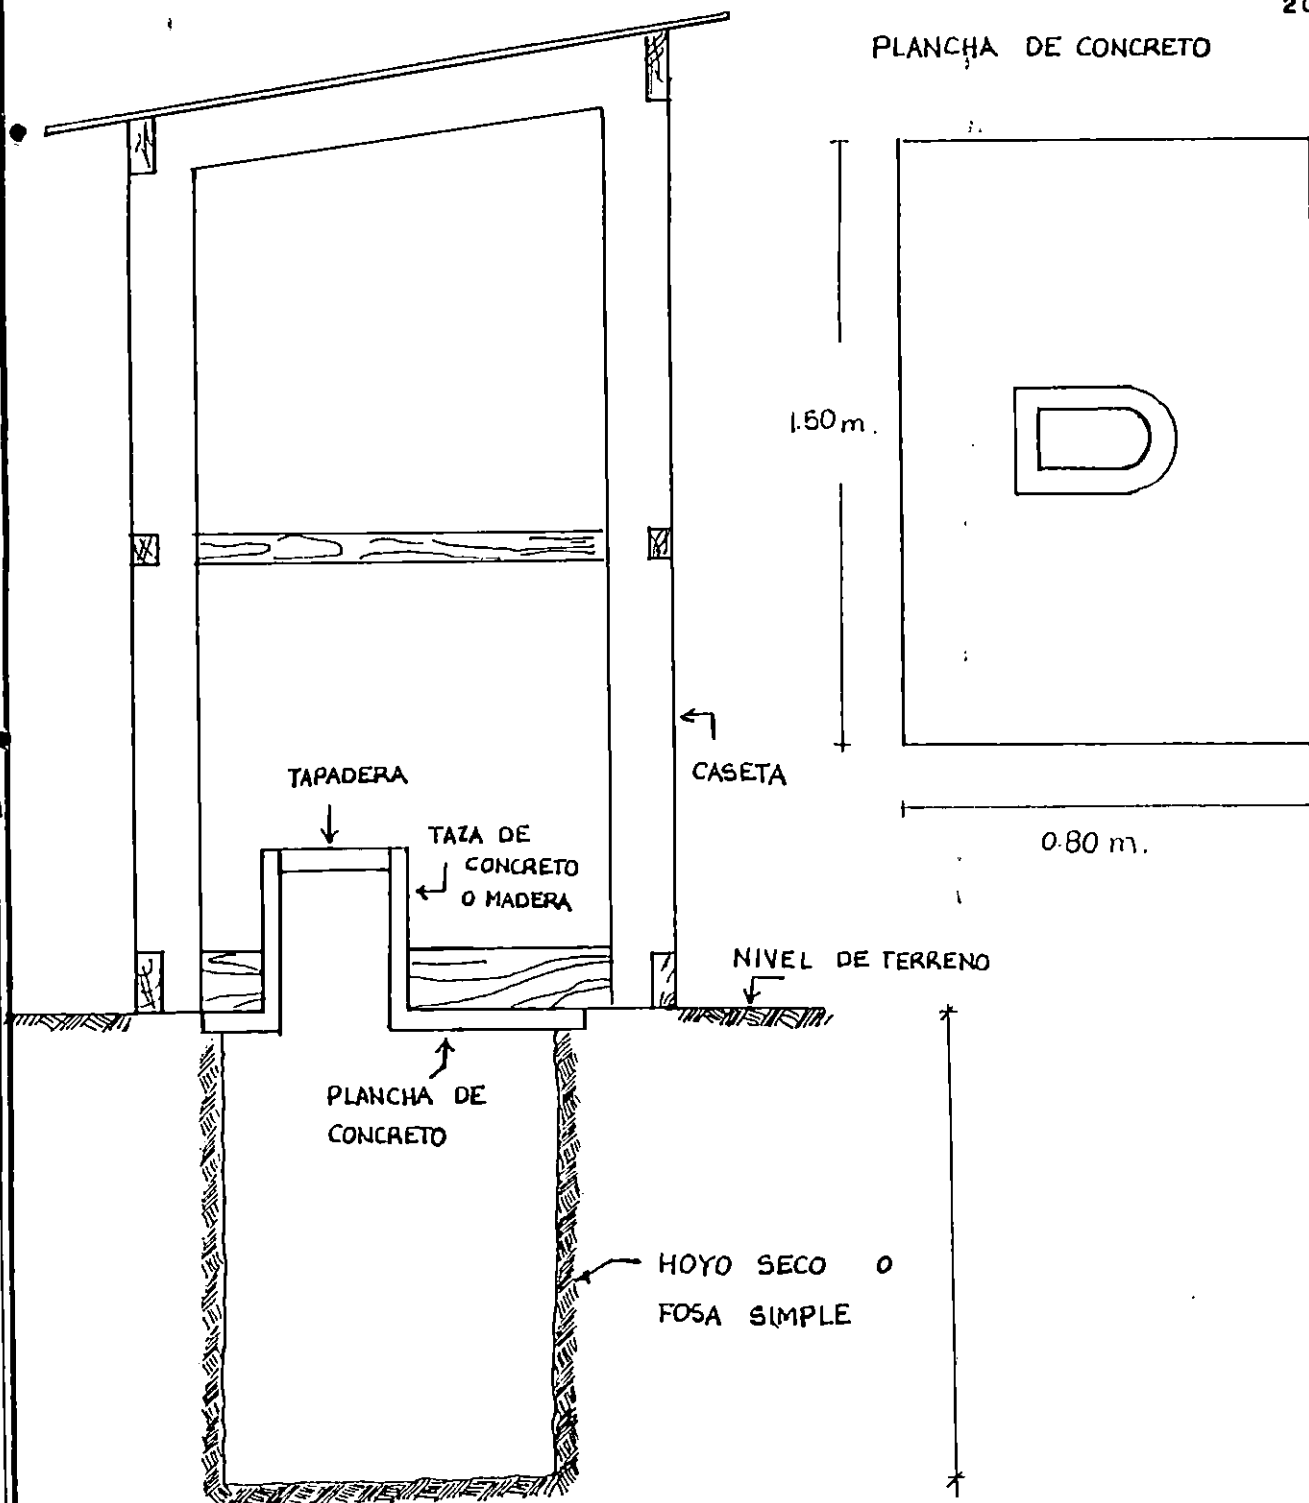 20
PLANCHA DE CONCRETO
1.50 m.
0.80 m.
CASETA
TAPADERA
TAZA DE
CONCRETO
O MADERA
NIVEL DE TERRENO
PLANCHA DE
CONCRETO
HOYO SECO O
FOSA SIMPLE